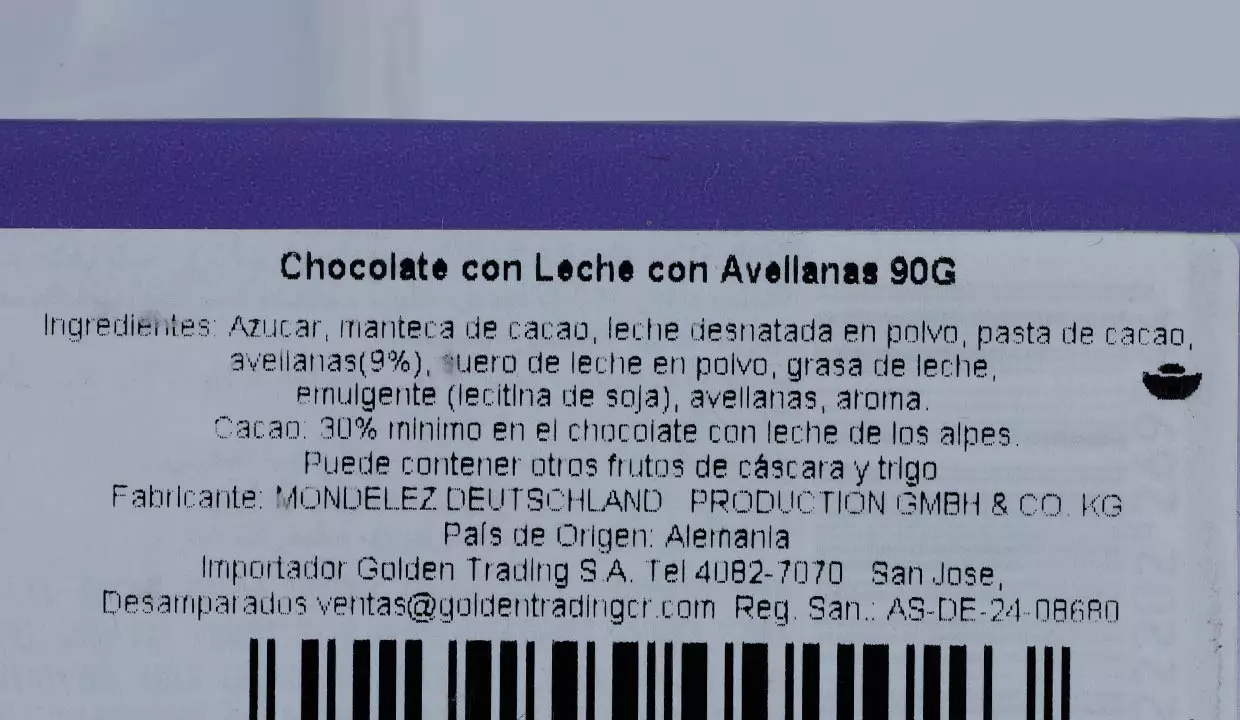 Chocolate con Leche con Avellanas 90G
Ingredientes: Azucar, manteca de cacao, leche desnatada en polvo, pasta de cacao,
avellanas(9%), suero de leche en polvo, grasa de leche,
emulgente (lecitina de soja), avellanas, aroma.
Cacao: 30% minimo en el chocolate con leche de los alpes.
Puede contener otros frutos de cáscara y trigo
Fabricante: MONDELEZ DEUTSCHLAND PRODUCTION GMBH & CO. KG
País de Origen: Alemania
Importador Golden Trading S.A. Tel 4082-7070 San Jose,
Desamparados ventas@goldentradingcr.com Reg. San.: AS-DE-24-08680